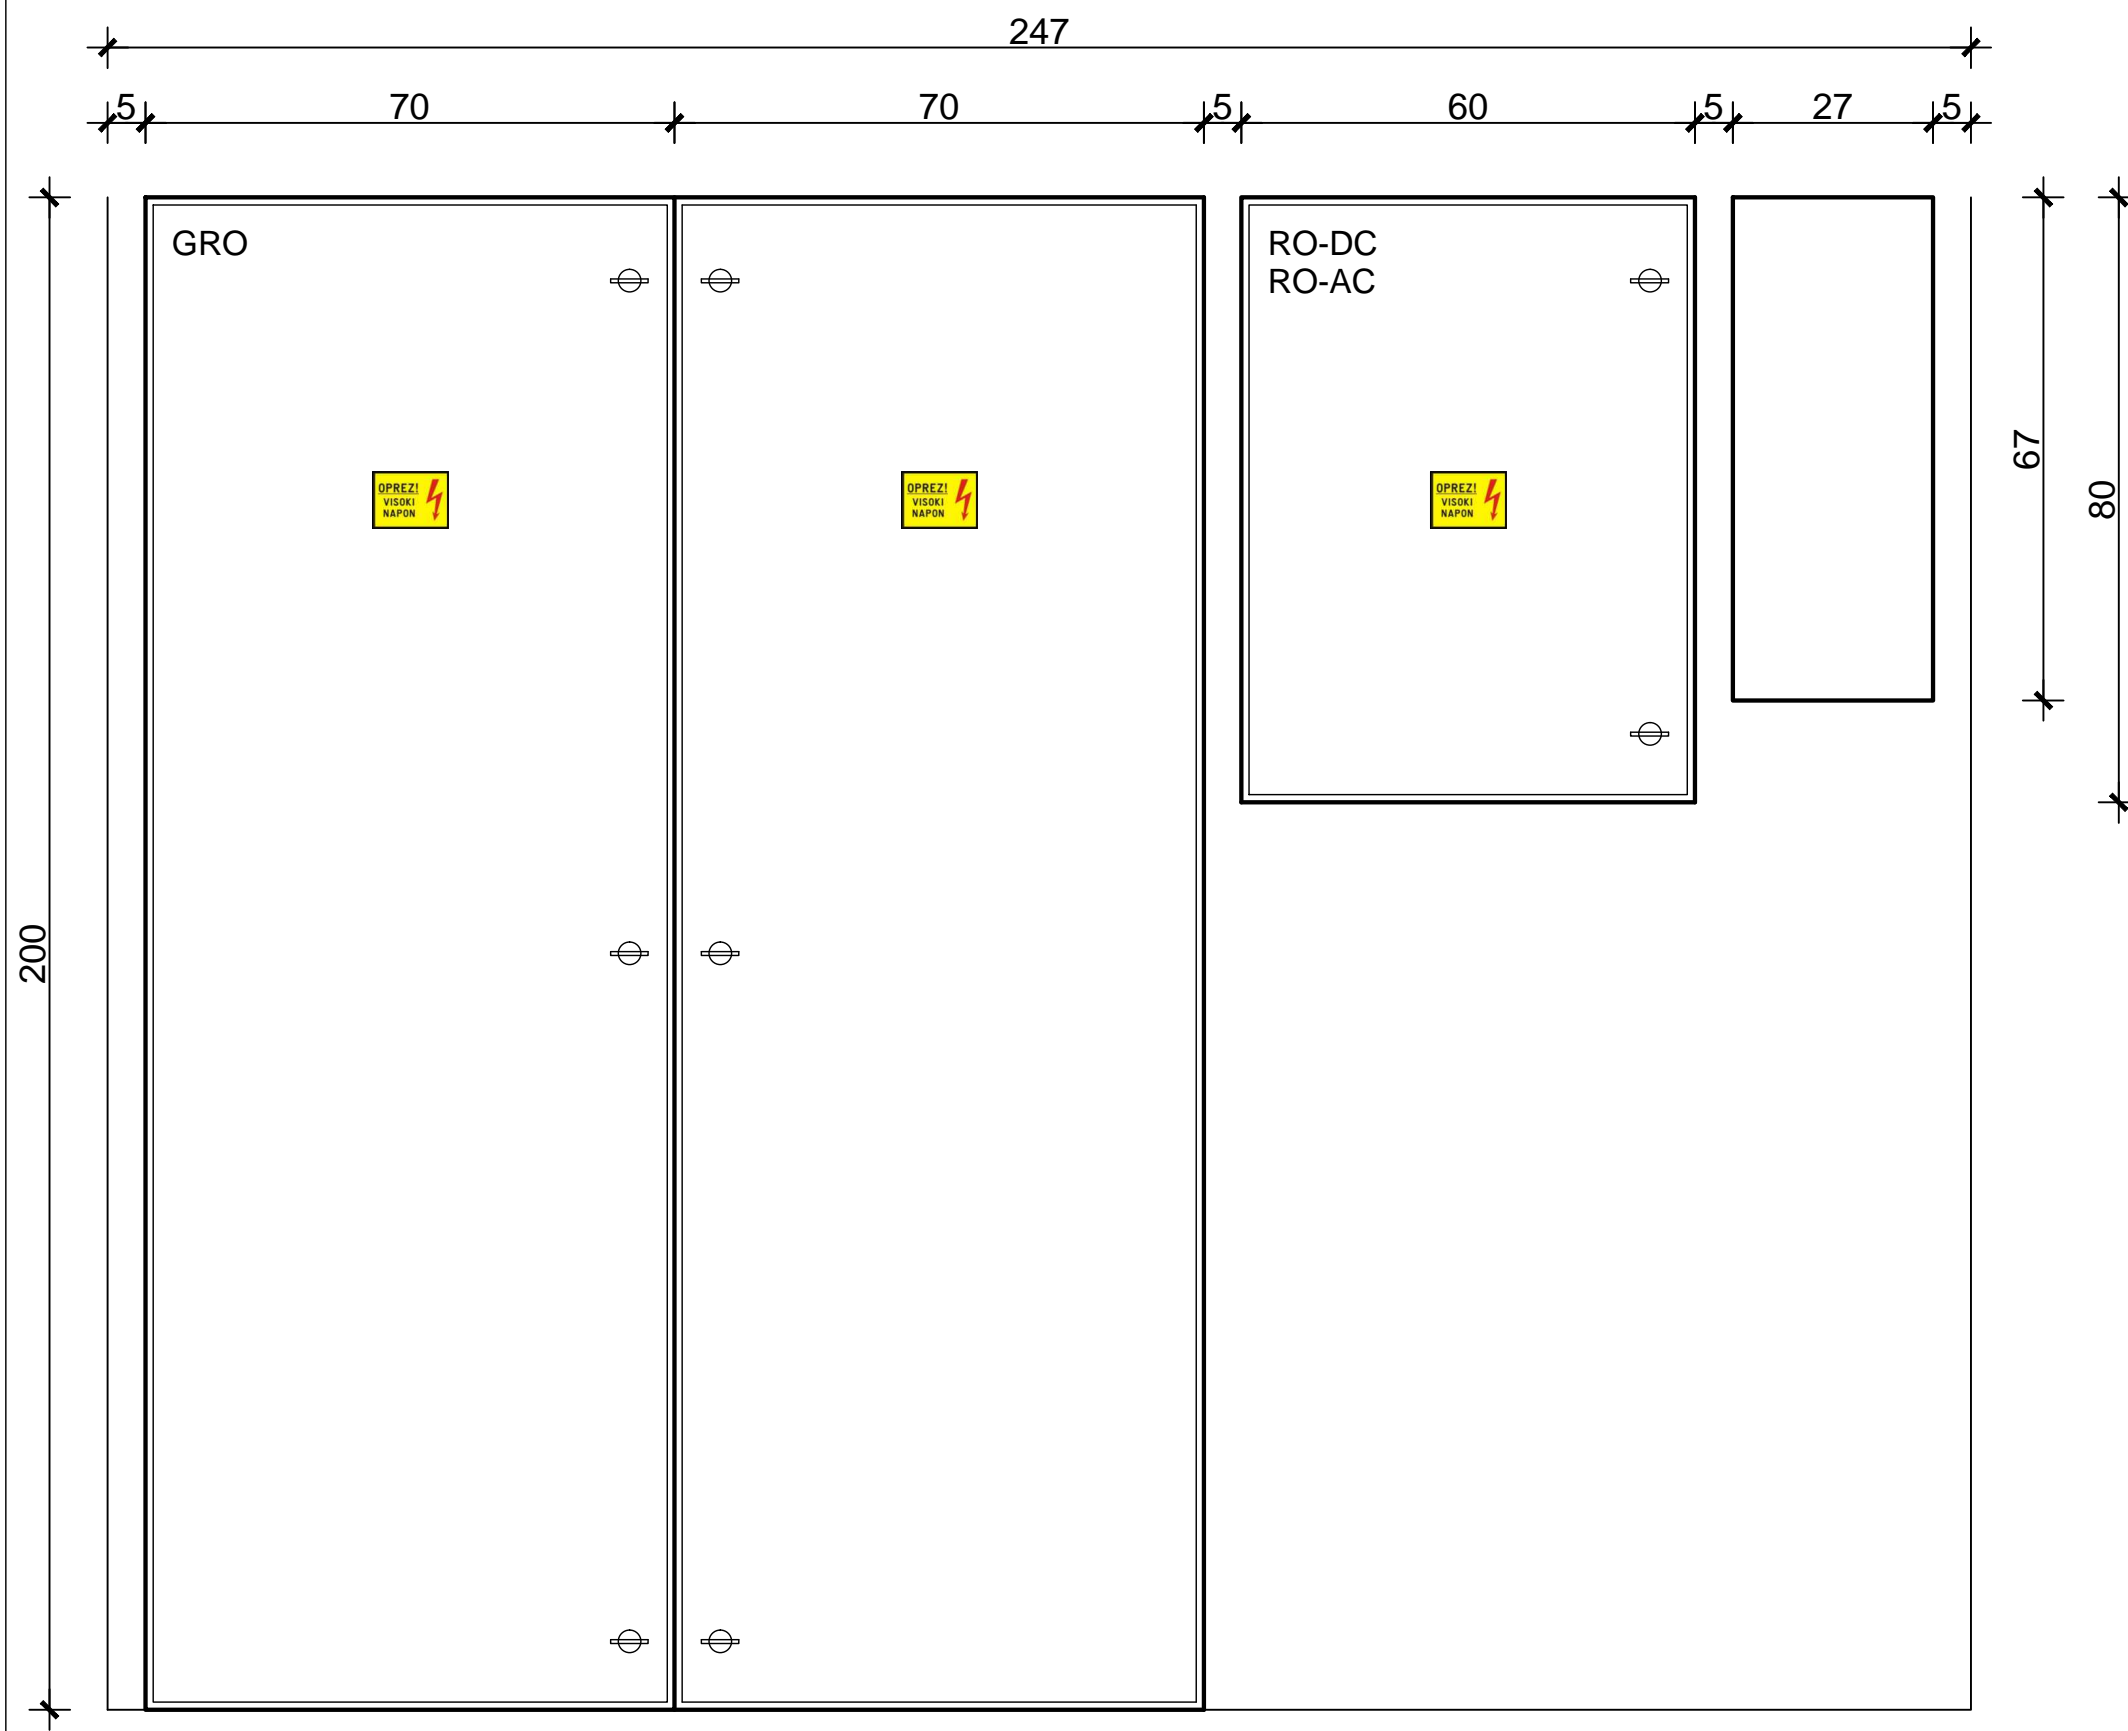 247
5 70 70 5 60 5 27 5
GRO
RO-DC
RO-AC
OPREZ!
VISOKI
NAPON
OPREZ!
VISOKI
NAPON
OPREZ!
VISOKI
NAPON
67
80
200